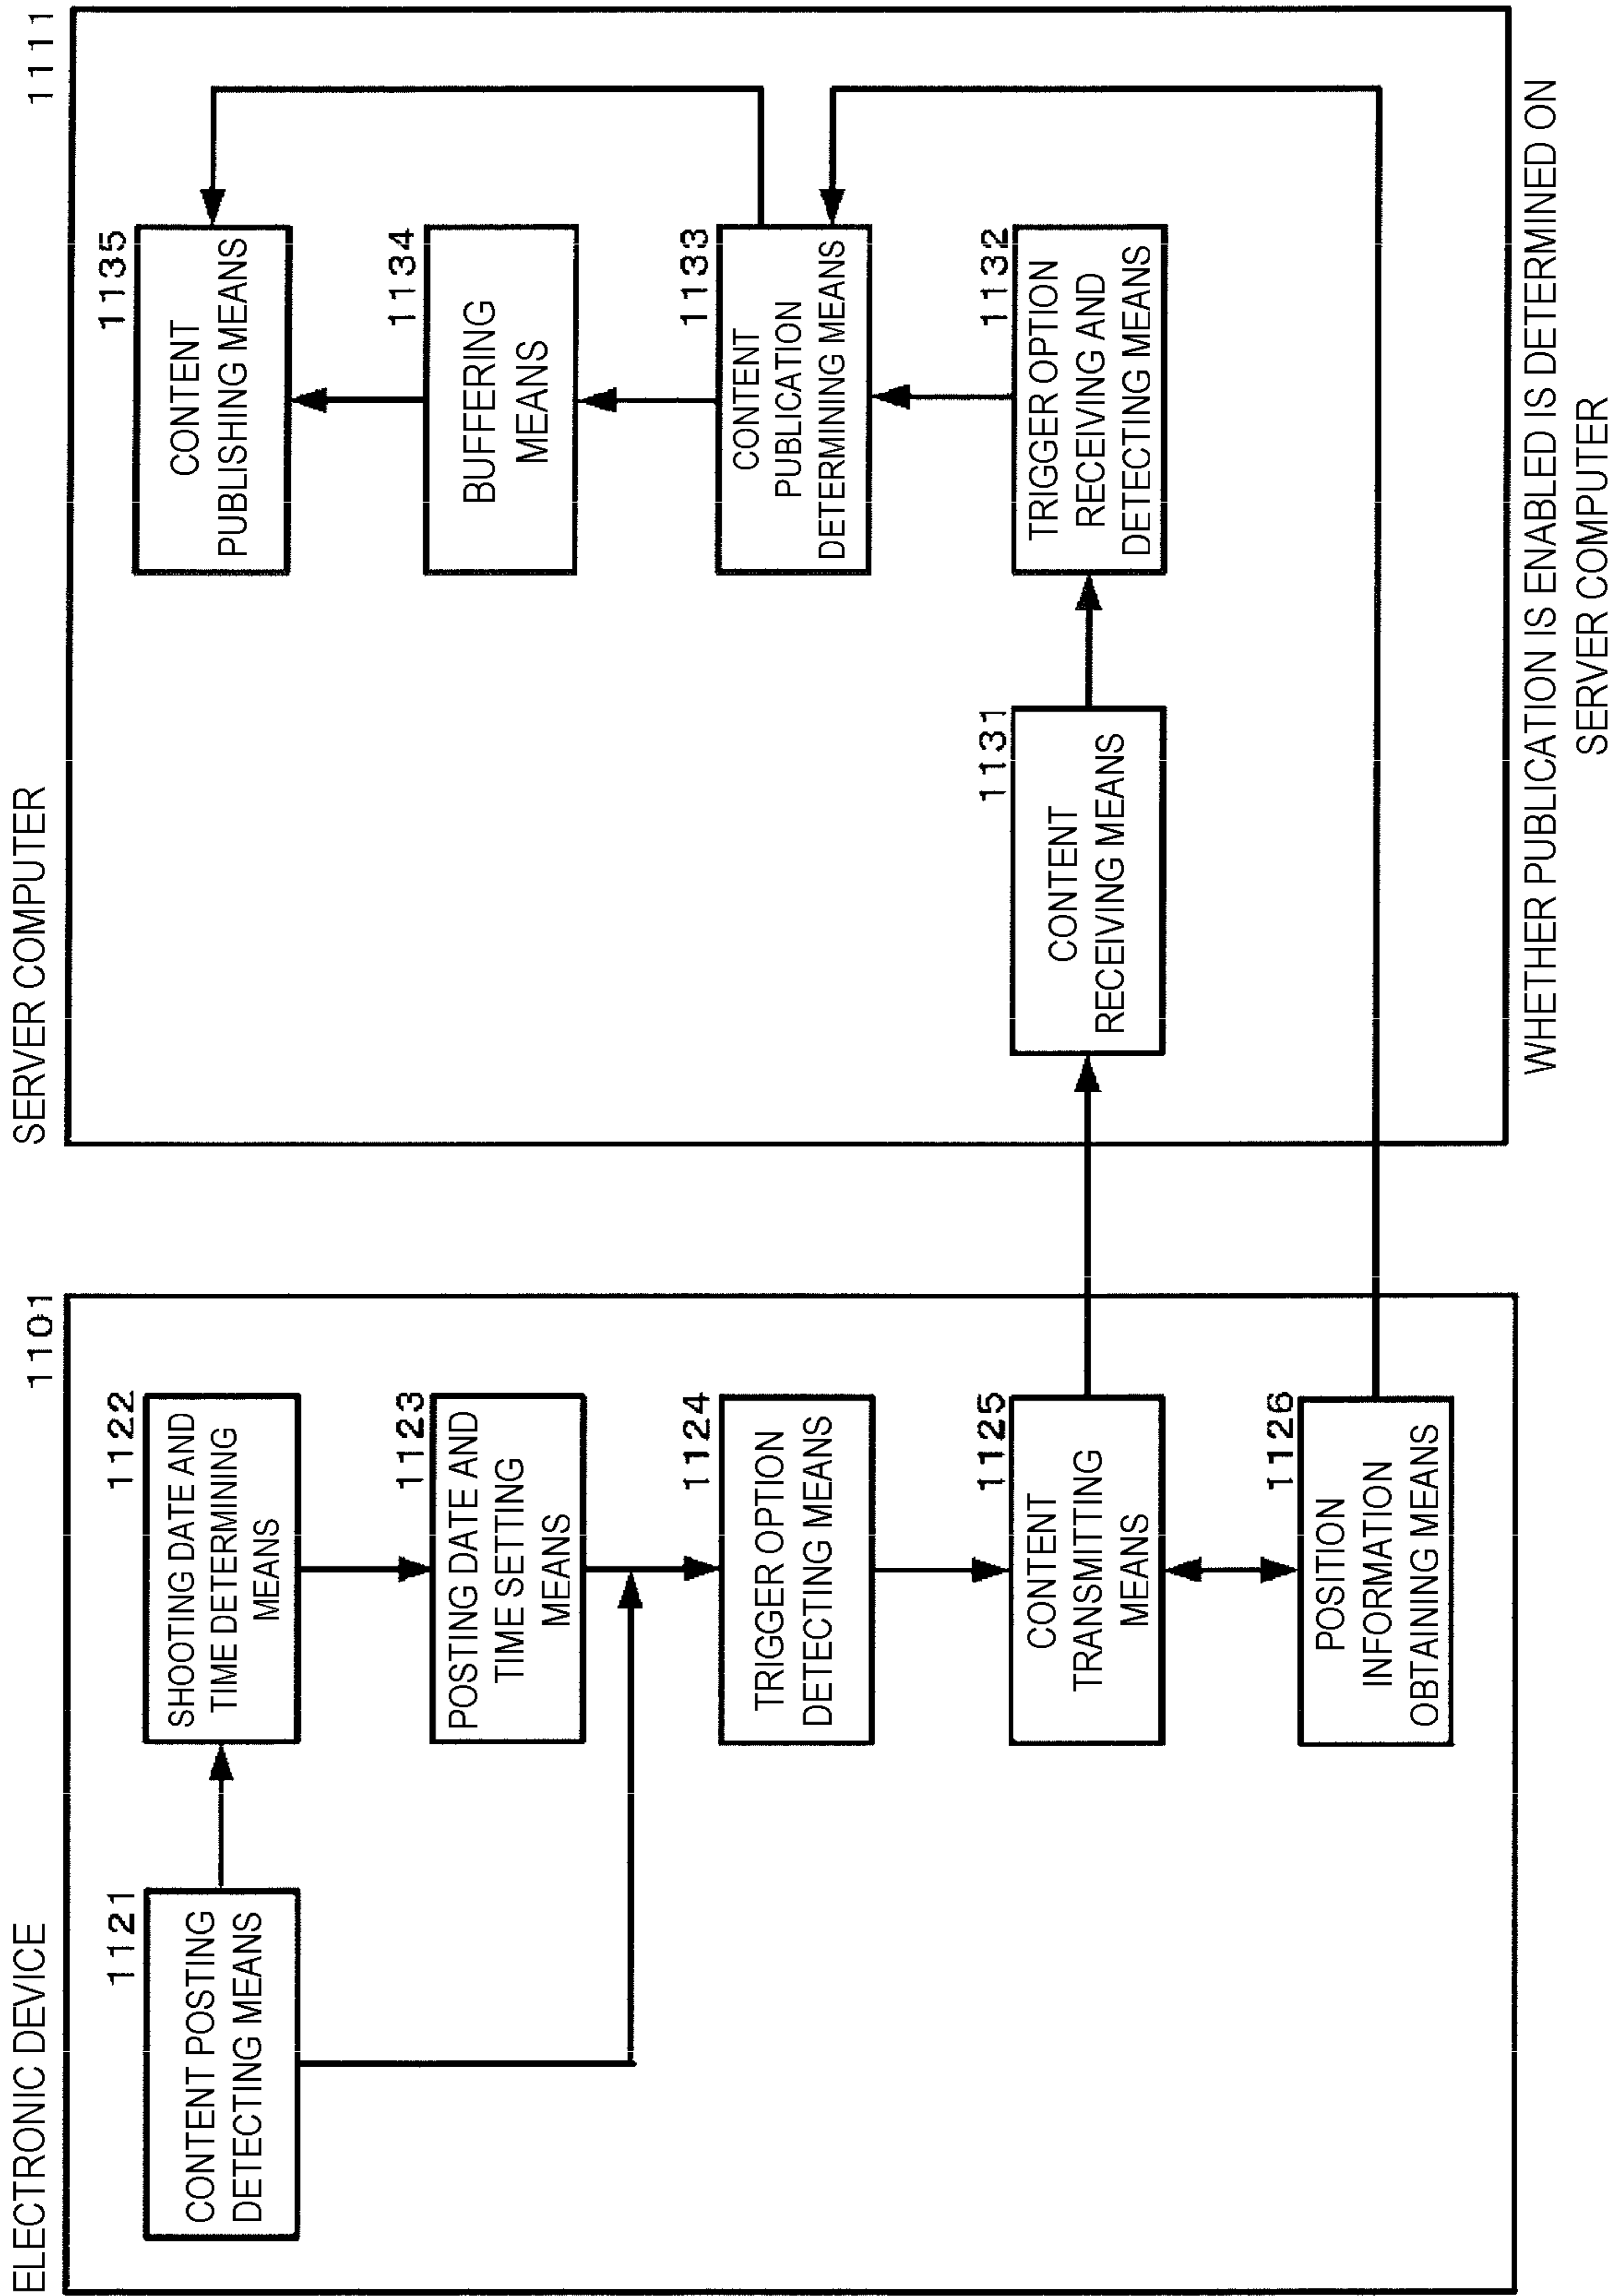 ELECTRONIC DEVICE
1101
1121
CONTENT POSTING
DETECTING MEANS
1122
SHOOTING DATE AND
TIME DETERMINING
MEANS
1123
POSTING DATE AND
TIME SETTING
MEANS
1124
TRIGGER OPTION
DETECTING MEANS
1125
CONTENT
TRANSMITTING
MEANS
1126
POSITION
INFORMATION
OBTAINING MEANS
SERVER COMPUTER
1111
1135
CONTENT
PUBLISHING MEANS
1134
BUFFERING
MEANS
1133
CONTENT
PUBLICATION
DETERMINING MEANS
1131
CONTENT
RECEIVING MEANS
1132
TRIGGER OPTION
RECEIVING AND
DETECTING MEANS
WHETHER PUBLICATION IS ENABLED IS DETERMINED ON
SERVER COMPUTER